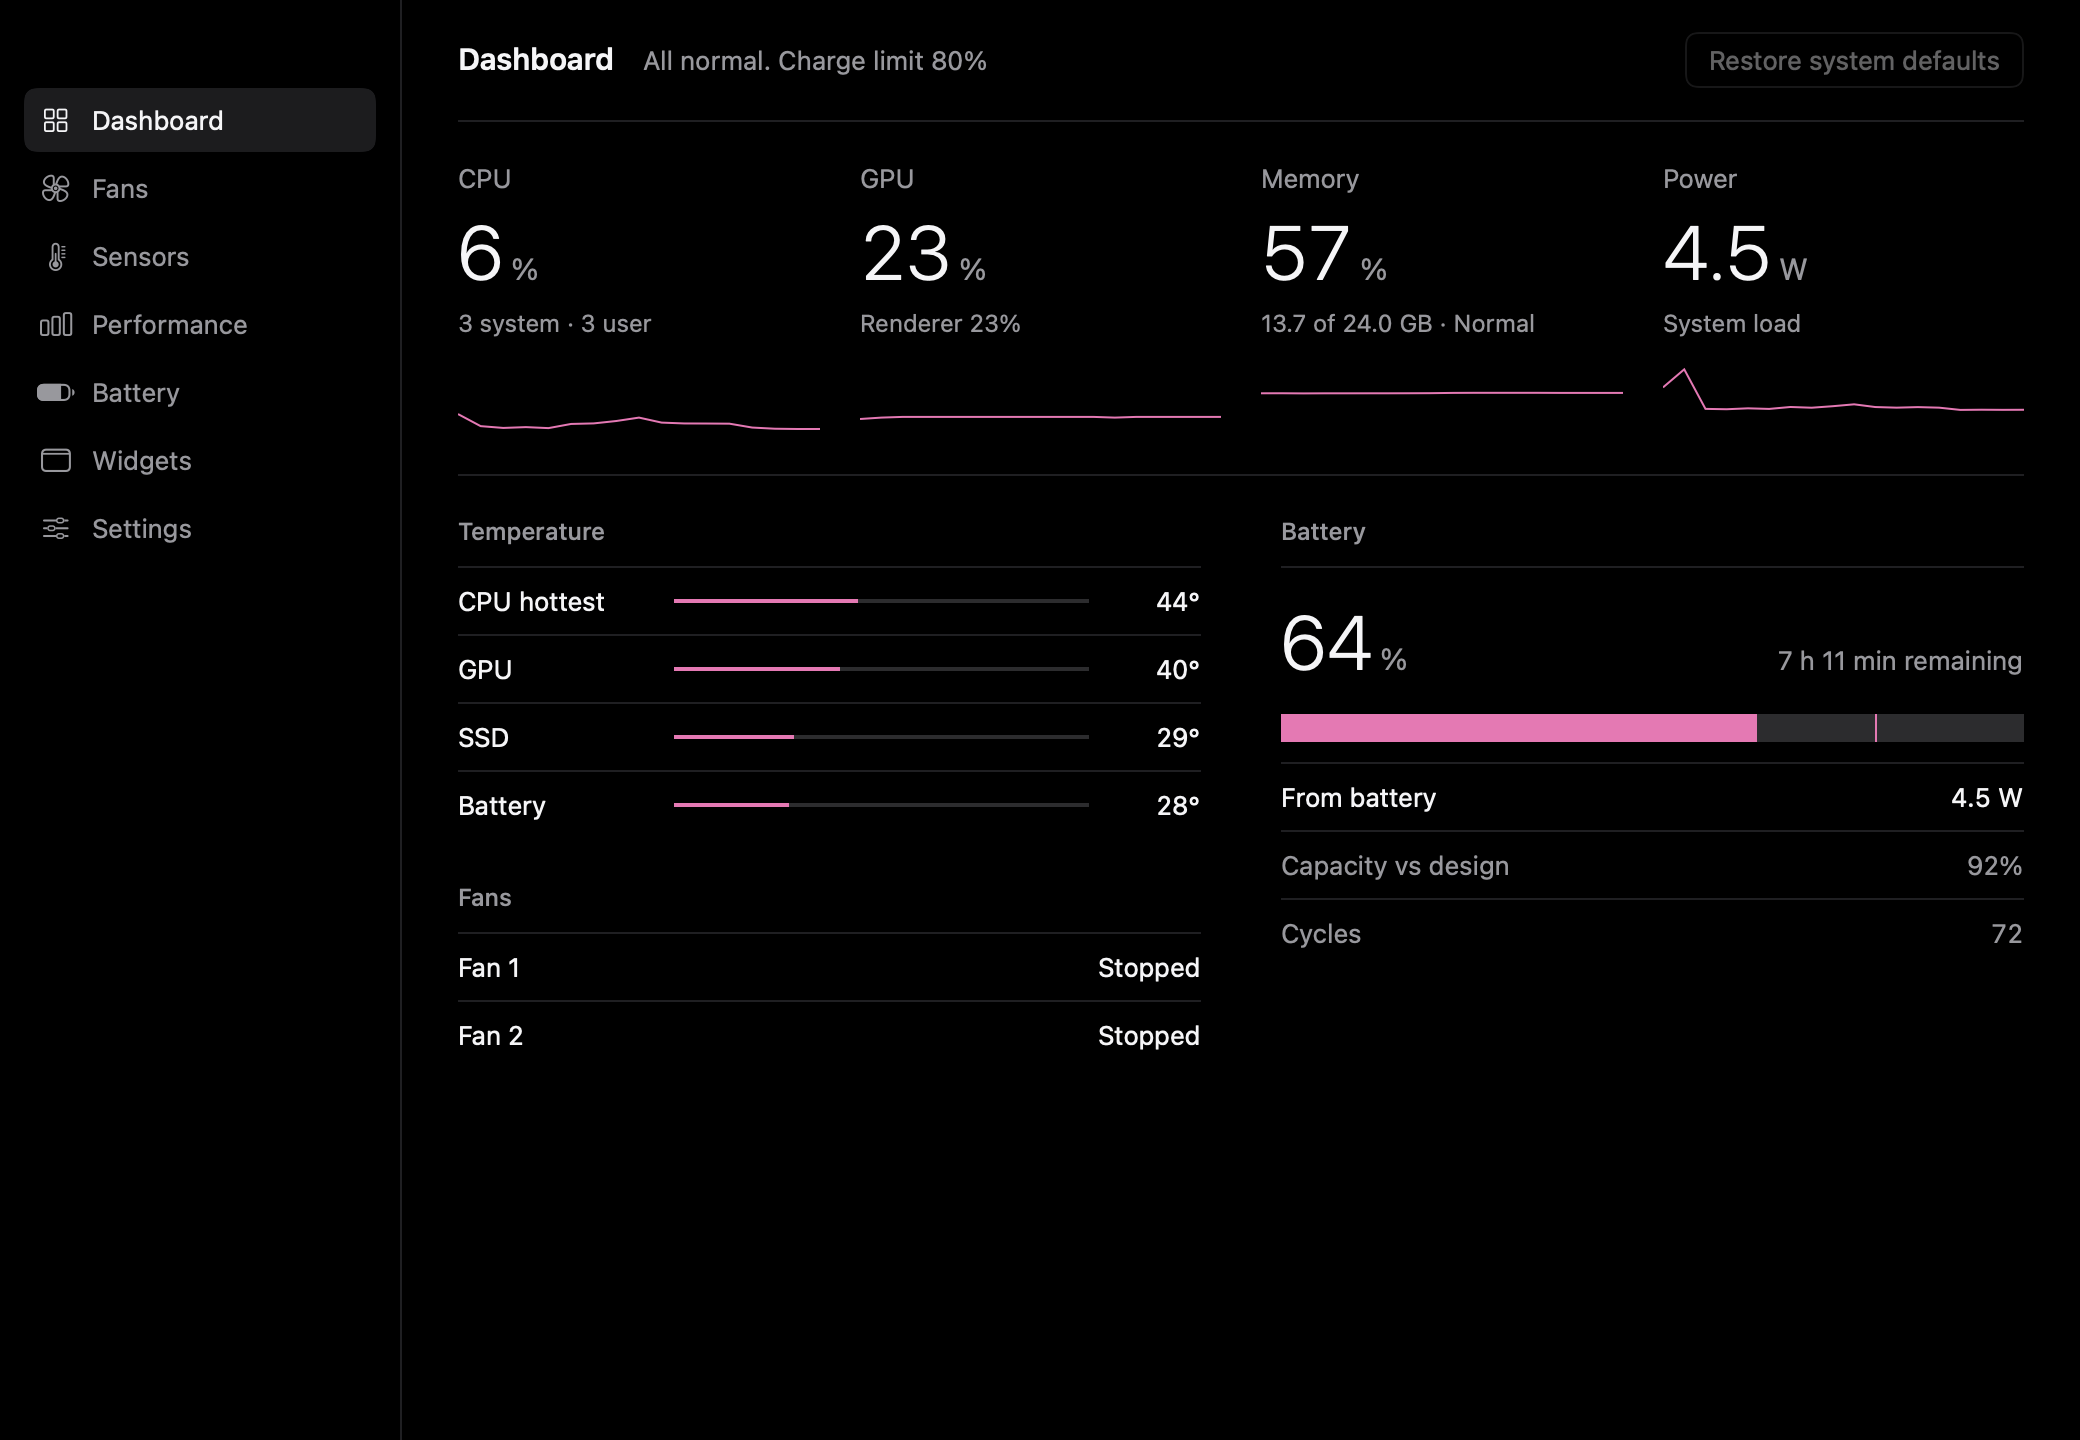 Dashboard
Fans
Sensors
Performance
Battery
Widgets
Settings
Dashboard All normal. Charge limit 80% Restore system defaults
CPU GPU Memory Power
6 % 23 % 57 % 4.5 W
3 system · 3 user Renderer 23% 13.7 of 24.0 GB · Normal System load
Temperature
CPU hottest 44°
GPU 40°
SSD 29°
Battery 28°
Fans
Fan 1 Stopped
Fan 2 Stopped
Battery
64 % 7 h 11 min remaining
From battery 4.5 W
Capacity vs design 92%
Cycles 72